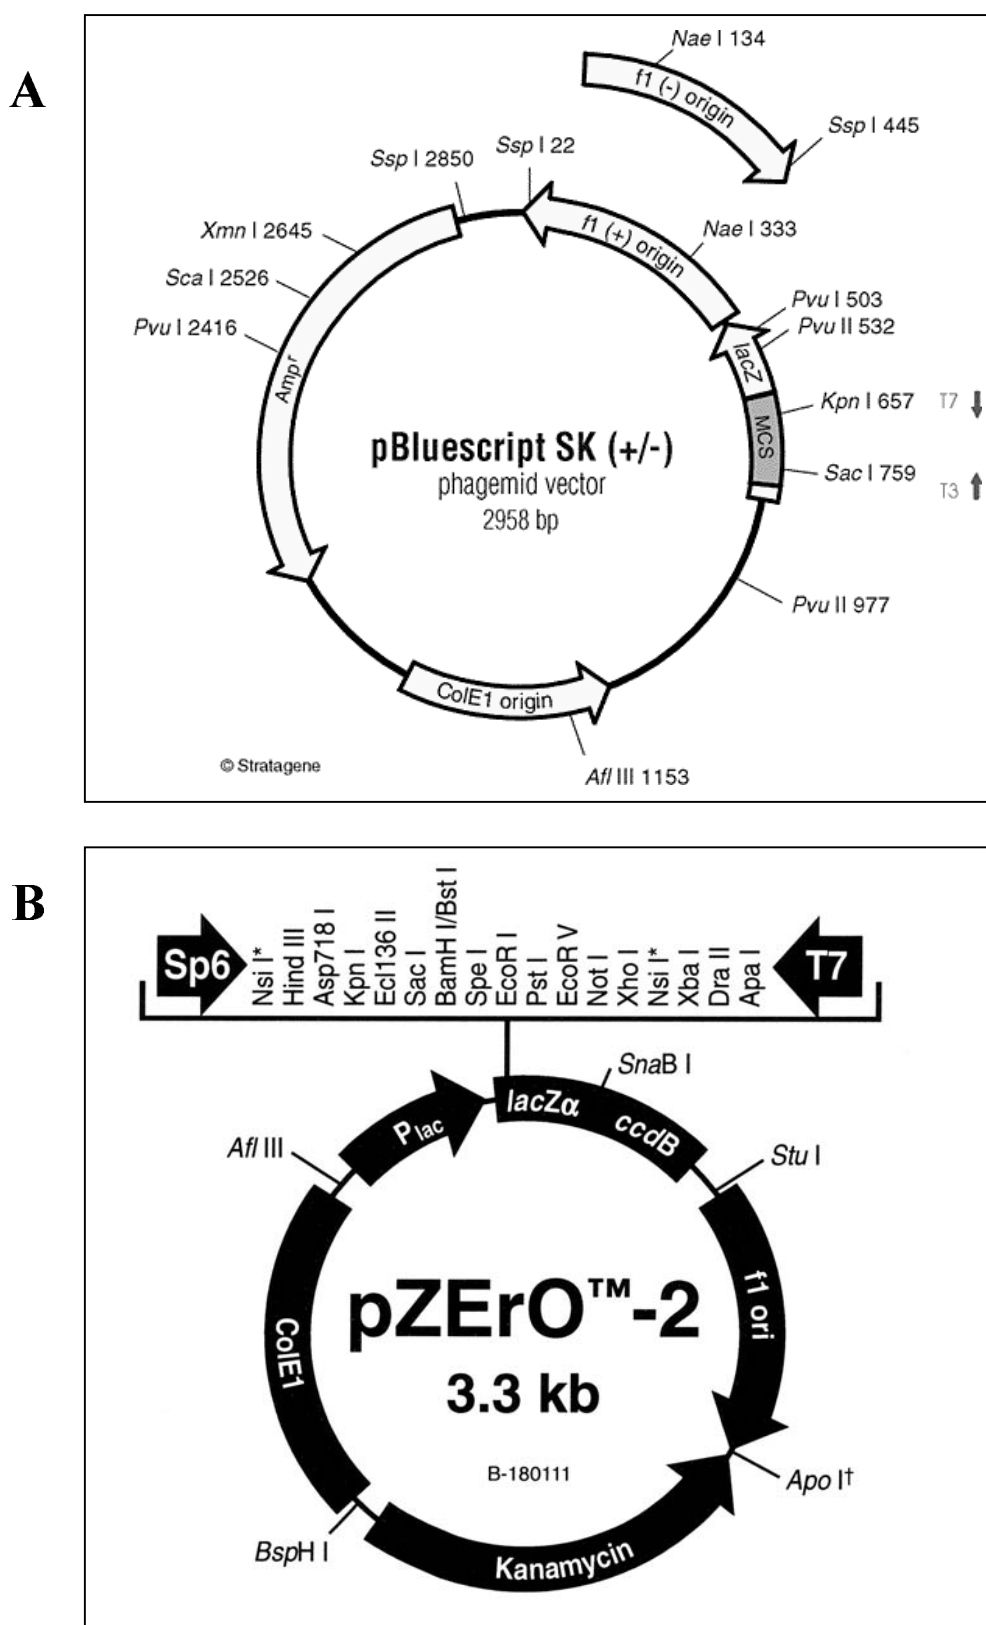 A
Nae I 134
f1 (-) origin
Ssp I 445
Ssp I 2850
Ssp I 22
Xmn I 2645
f1 (+) origin
Nae I 333
Sca I 2526
Pvu I 2416
Pvu I 503
Pvu II 532
lacZ
Ampr
Kpn I 657
T7
MCS
pBluescript SK (+/-)
phagemid vector
2958 bp
Sac I 759
T3
Pvu II 977
ColE1 origin
© Stratagene
Afl III 1153
B
Sp6
Nsi I*
Hind III
Asp718 I
Kpn I
Ecl136 II
Sac I
BamH I/Bst I
Spe I
EcoR I
Pst I
EcoR V
Not I
Xho I
Nsi I*
Xba I
Dra II
Apa I
T7
SnaB I
lacZα
ccdB
Plac
Afl III
Stu I
f1 ori
pZErO™-2
3.3 kb
ColE1
B-180111
Apo I†
BspH I
Kanamycin